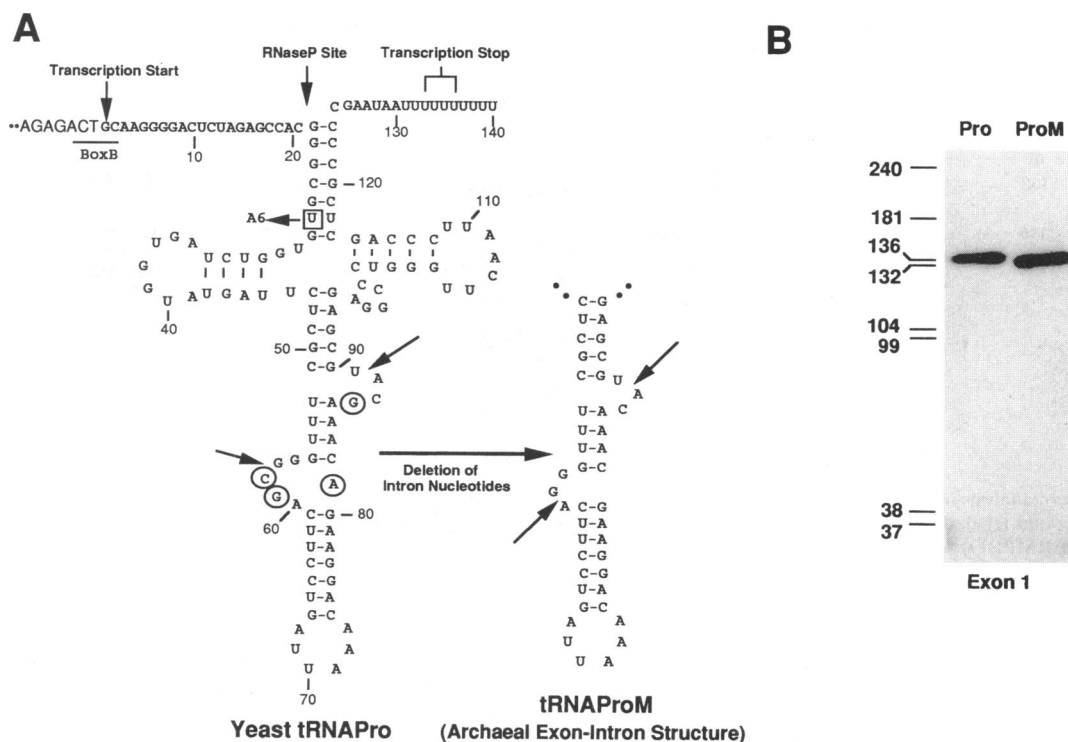 A
B
Transcription Start
RNaseP Site
Transcription Stop
C GAAUAAUUUUUUUUUU
130
140
••AGAGACTGCAAGGGGACUCUAGAGCCAC
BoxB
10
20
G-C
G-C
G-C
C-G
120
G-C
A6
U U
G-C
U
G
U
A
U
C
U
G
G
U
G
G
U
A
U
G
A
U
U
C
40
G
A
C
C
C
U
U
110
A
A
C
U
U
G
G
G
U
C
C
C
G
G
A
C-G
U-A
C-G
G-C
50
90
C-G
U
A
C
G
U-A
U-A
U-A
G-C
G
G
C
G
A
A
60
C-G
80
U-A
U-A
C-G
C-G
U-A
G-C
A
U
U
A
A
A
70
Yeast tRNAPro
Deletion of
Intron Nucleotides
C-G
U-A
C-G
G-C
C-G
U
A
C
U-A
U-A
U-A
G-C
G
G
A
C-G
U-A
U-A
C-G
C-G
U-A
G-C
A
U
U
U
A
A
A
A
tRNAProM
(Archaeal Exon-Intron Structure)
Pro
ProM
240
181
136
132
104
99
38
37
Exon 1